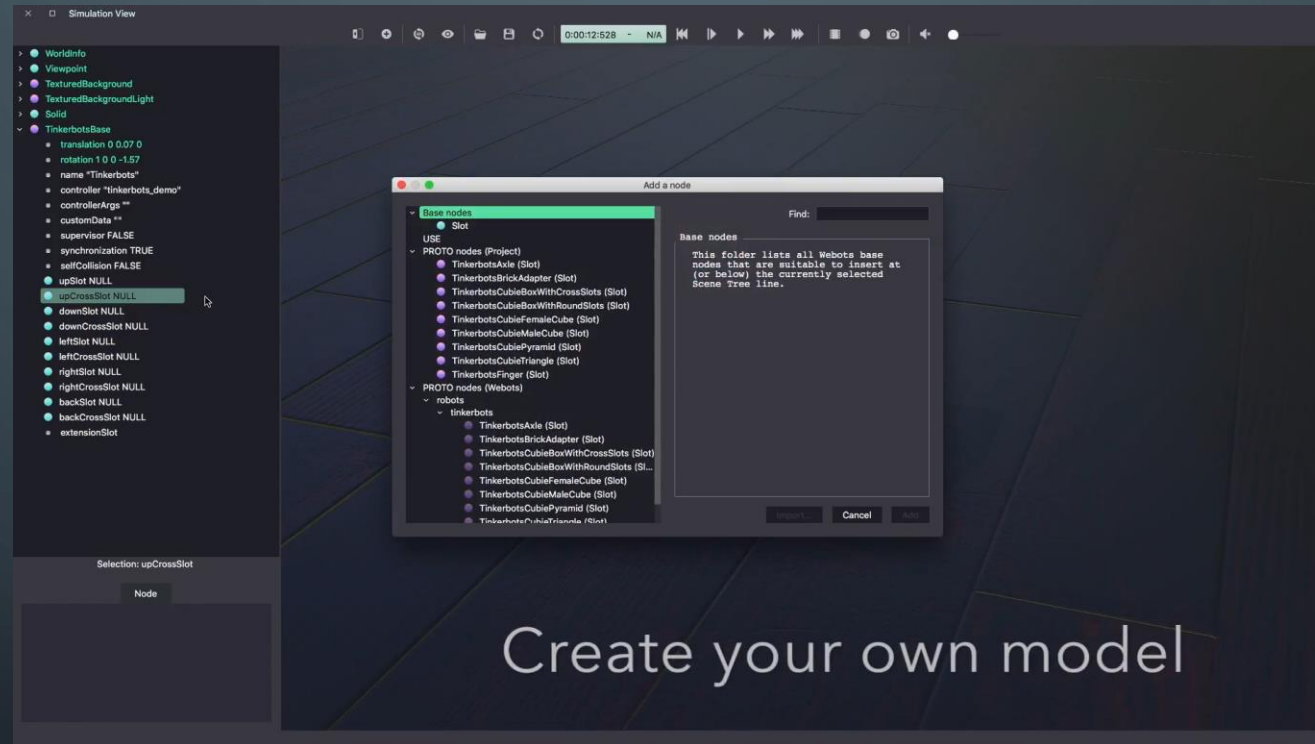 Simulation View
0:00:12:528 - N/A
WorldInfo
Viewpoint
TexturedBackground
TexturedBackgroundLight
Solid
TinkerbotsBase
translation 0 0.07 0
rotation 1 0 0 -1.57
name "Tinkerbots"
controller "tinkerbots_demo"
controllerArgs ""
customData ""
supervisor FALSE
synchronization TRUE
selfCollision FALSE
upSlot NULL
upCrossSlot NULL
downSlot NULL
downCrossSlot NULL
leftSlot NULL
leftCrossSlot NULL
rightSlot NULL
rightCrossSlot NULL
backSlot NULL
backCrossSlot NULL
extensionSlot
Selection: upCrossSlot
Node
Add a node
Base nodes
Slot
USE
PROTO nodes (Project)
TinkerbotsAxle (Slot)
TinkerbotsBrickAdapter (Slot)
TinkerbotsCubieBoxWithCrossSlots (Slot)
TinkerbotsCubieBoxWithRoundSlots (Slot)
TinkerbotsCubieFemaleCube (Slot)
TinkerbotsCubieMaleCube (Slot)
TinkerbotsCubiePyramid (Slot)
TinkerbotsCubieTriangle (Slot)
TinkerbotsFinger (Slot)
PROTO nodes (Webots)
robots
tinkerbots
TinkerbotsAxle (Slot)
TinkerbotsBrickAdapter (Slot)
TinkerbotsCubieBoxWithCrossSlots (Slot)
TinkerbotsCubieBoxWithRoundSlots (Sl...
TinkerbotsCubieFemaleCube (Slot)
TinkerbotsCubieMaleCube (Slot)
TinkerbotsCubiePyramid (Slot)
TinkerbotsCubieTriangle (Slot)
Find:
Base nodes
This folder lists all Webots base
nodes that are suitable to insert at
(or below) the currently selected
Scene Tree line.
Import...
Cancel
Add
Create your own model